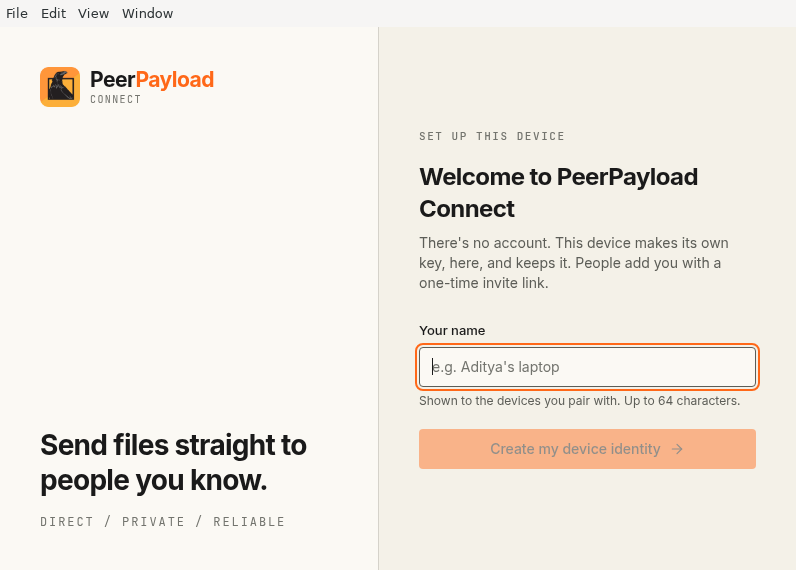 File Edit View Window
PeerPayload
CONNECT
Send files straight to
people you know.
DIRECT / PRIVATE / RELIABLE
SET UP THIS DEVICE
Welcome to PeerPayload
Connect
There's no account. This device makes its own
key, here, and keeps it. People add you with a
one-time invite link.
Your name
e.g. Aditya's laptop
Shown to the devices you pair with. Up to 64 characters.
Create my device identity →